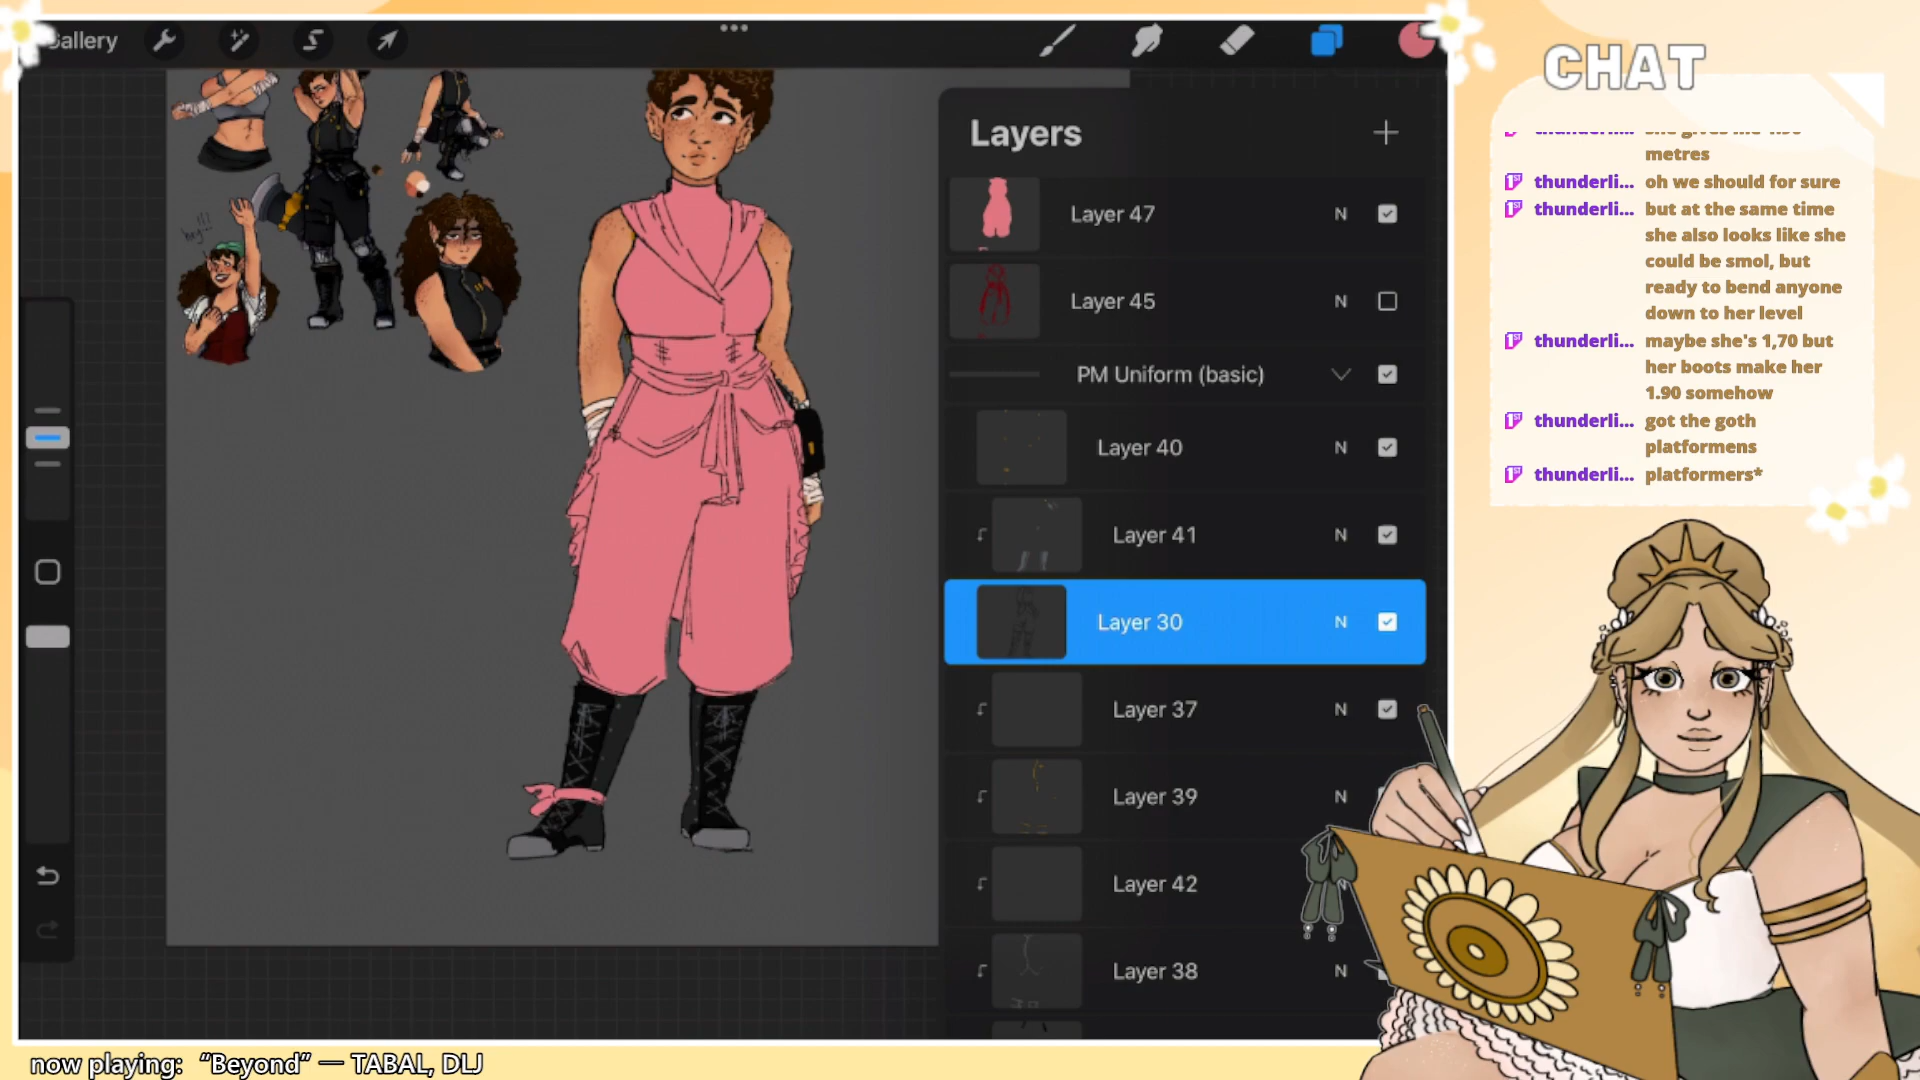 Gallery
Layers
Layer 47 N
Layer 45 N
PM Uniform (basic)
Layer 40 N
Layer 41 N
Layer 30 N
Layer 37 N
Layer 39 N
Layer 42 N
Layer 38 N
hey!!!
CHAT
metres
thunderli... oh we should for sure
thunderli... but at the same time
she also looks like she
could be smol, but
ready to bend anyone
down to her level
thunderli... maybe she's 1,70 but
her boots make her
1.90 somehow
thunderli... got the goth
platformens
thunderli... platformers*
now playing: “Beyond” — TABAL, DLJ